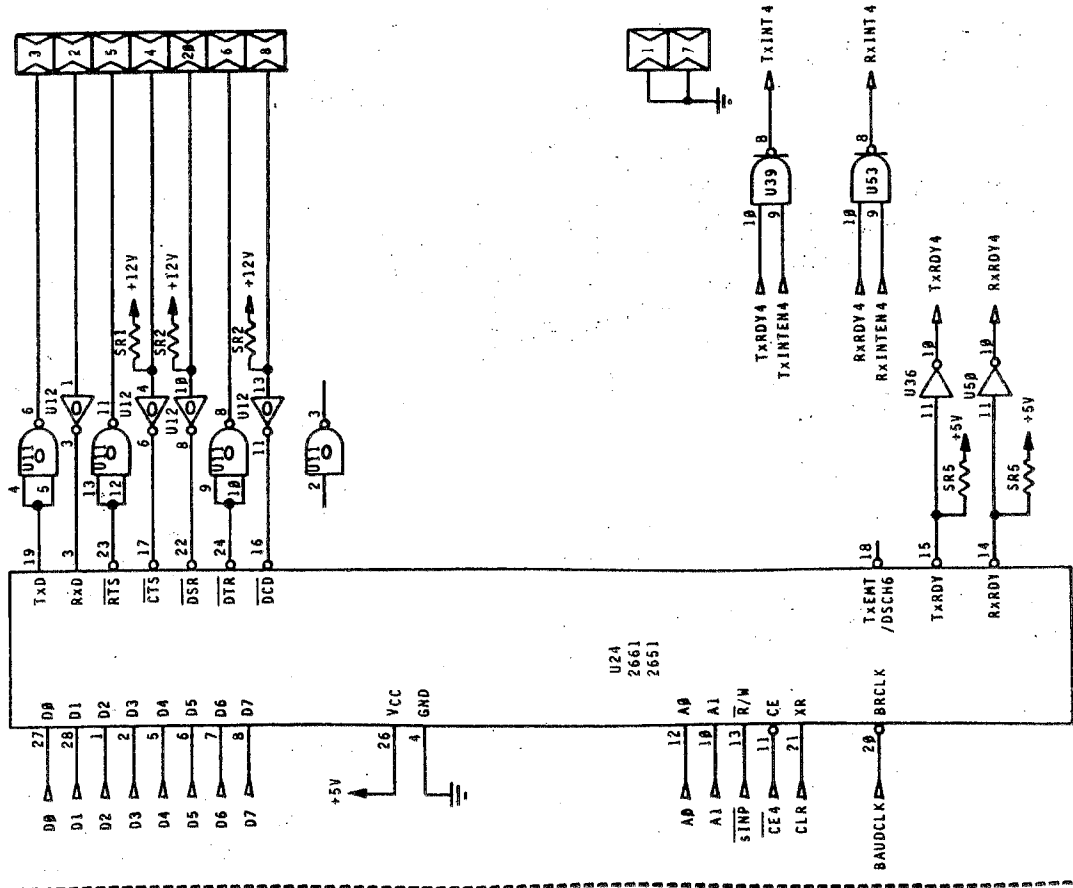 3
2
5
4
20
6
8
1
7
TxINT4
RxINT4
8
8
U39
U53
10
9
10
9
TxRDY4
TxINTEN4
RxRDY4
RxINTEN4
TxRDY4
RxRDY4
+12V
+12V
+12V
SR1
SR2
SR2
6
U12
1
11
U12
4
U12
10
8
U12
13
U11
3
U11
6
8
U11
11
4
5
13
12
9
10
U11
3
2
U36
10
11
U50
10
11
+5V
SR5
+5V
SR5
19
3
23
17
22
24
16
18
15
14
TxD
RxD
RTS
CTS
DSR
DTR
DCD
TxEMT
/DSCH6
TxRDY
RxRDY
U24
2661
2651
D0
D1
D2
D3
D4
D5
D6
D7
VCC
GND
A0
A1
R/W
CE
XR
BRCLK
27
28
1
2
5
6
7
8
26
4
12
10
13
11
21
20
+5V
D0
D1
D2
D3
D4
D5
D6
D7
A0
A1
sINP
CE4
CLR
BAUDCLK